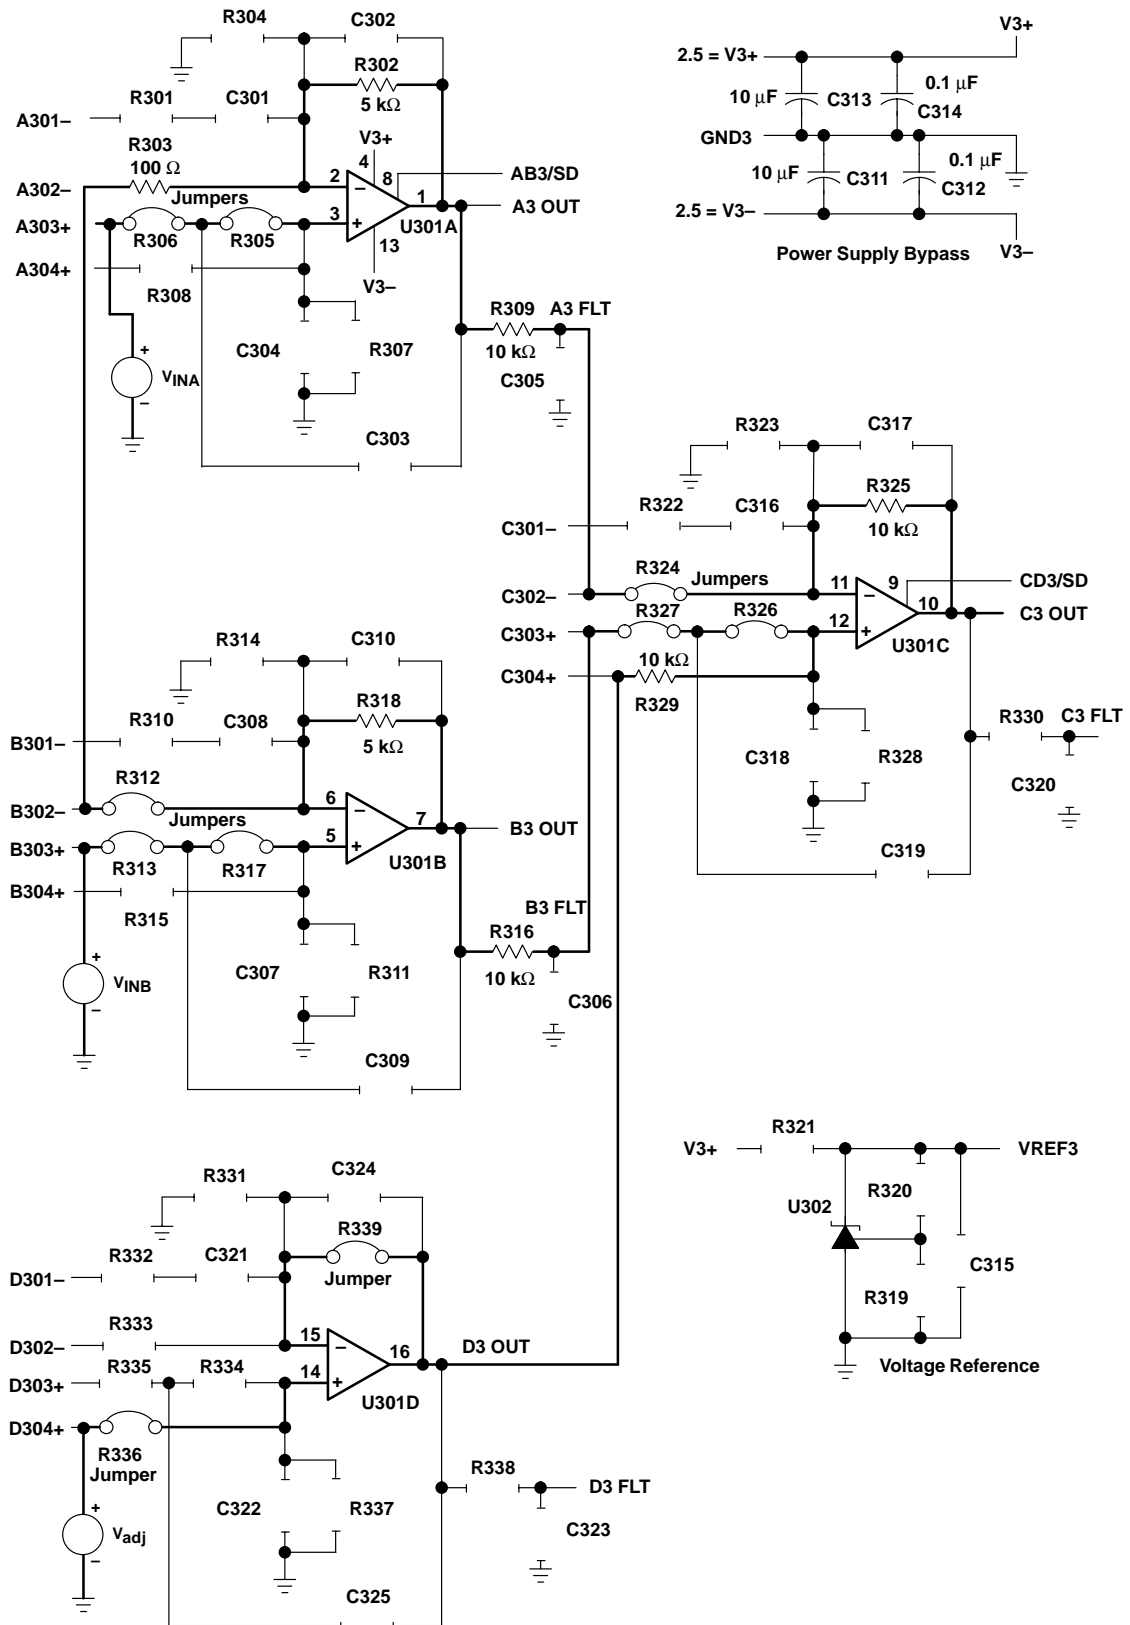 R304
C302
R302
5 kΩ
R301
C301
A301–
R303
100 Ω
V3+
4
8
AB3/SD
A302–
Jumpers
2
–
1
A3 OUT
A303+
3
+
U301A
R306
R305
13
A304+
R308
V3–
R309
A3 FLT
10 kΩ
C304
R307
C305
+
VINA
–
C303
V3+
2.5 = V3+
10 μF
C313
0.1 μF
C314
GND3
10 μF
C311
0.1 μF
C312
2.5 = V3–
V3–
Power Supply Bypass
R323
C317
R325
10 kΩ
R322
C316
C301–
R324
Jumpers
9
CD3/SD
C302–
11
–
10
C3 OUT
C303+
R327
R326
12
+
U301C
C304+
10 kΩ
R329
R330
C3 FLT
C318
R328
C320
C319
R314
C310
R318
5 kΩ
R310
C308
B301–
R312
B302–
Jumpers
6
–
7
B3 OUT
B303+
5
+
U301B
R313
R317
B304+
R315
B3 FLT
R316
10 kΩ
C307
R311
C306
+
VINB
–
C309
R321
V3+
VREF3
R320
U302
C315
R319
Voltage Reference
R331
C324
R339
Jumper
R332
C321
D301–
R333
D302–
15
–
16
D3 OUT
R335
R334
D303+
14
+
U301D
D304+
R336
Jumper
R338
D3 FLT
C322
R337
C323
+
Vadj
–
C325